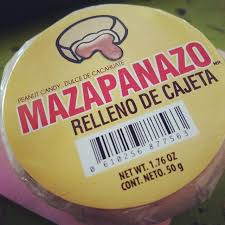 PEANUT CANDY - DULCE DE CACAHUATE
MAZAPANAZO
RELLENO DE CAJETA
0 610256 877563
NET WT. 1.76 OZ
CONT. NETO. 50 g